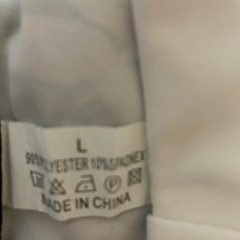 L
90%POLYESTER 10%SPANDEX
MADE IN CHINA